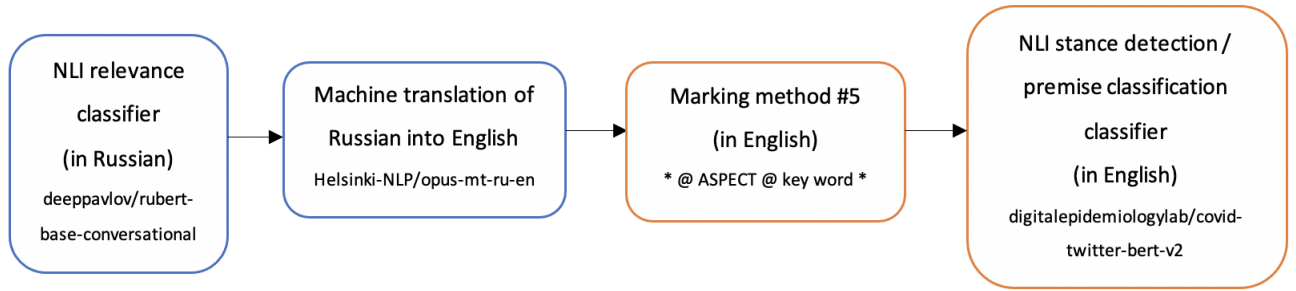 NLI relevance
classifier
(in Russian)
deeppavlov/rubert-
base-conversational
Machine translation of
Russian into English
Helsinki-NLP/opus-mt-ru-en
Marking method #5
(in English)
* @ ASPECT @ key word *
NLI stance detection /
premise classification
classifier
(in English)
digitalepidemiologylab/covid-
twitter-bert-v2